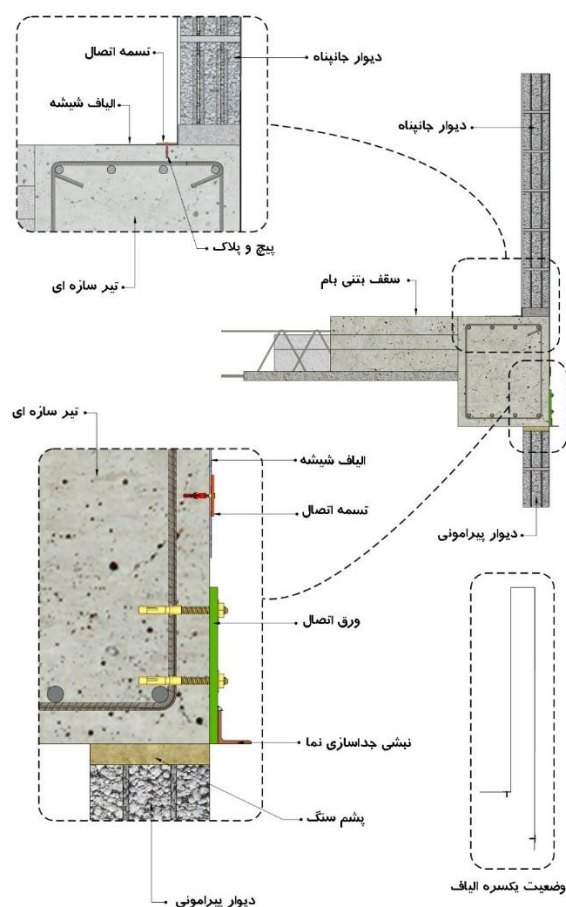 تسمه اتصال
دیوار جانپناه
الیاف شیشه
پیچ و پلاک
تیر سازه ای
دیوار جانپناه
سقف بتنی بام
تیر سازه ای
الیاف شیشه
تسمه اتصال
دیوار پیرامونی
ورق اتصال
نبشی جداسازی نما
پشم سنگ
دیوار پیرامونی
وضعیت یکسره الیاف